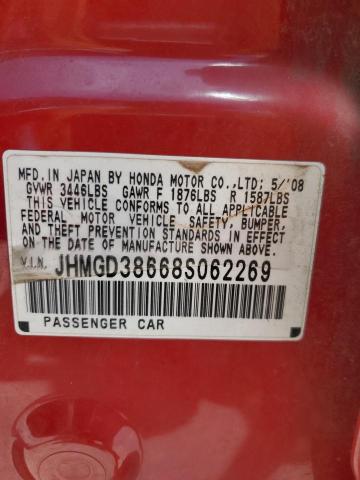 MFD. IN JAPAN BY HONDA MOTOR CO., LTD; 5/'08
GVWR 3446LBS GAWR F 1876LBS R 1587LBS
THIS VEHICLE CONFORMS TO ALL APPLICABLE
FEDERAL MOTOR VEHICLE SAFETY, BUMPER,
AND THEFT PREVENTION STANDARDS IN EFFECT
ON THE DATE OF MANUFACTURE SHOWN ABOVE.
V.I.N. JHMGD38668S062269
PASSENGER CAR